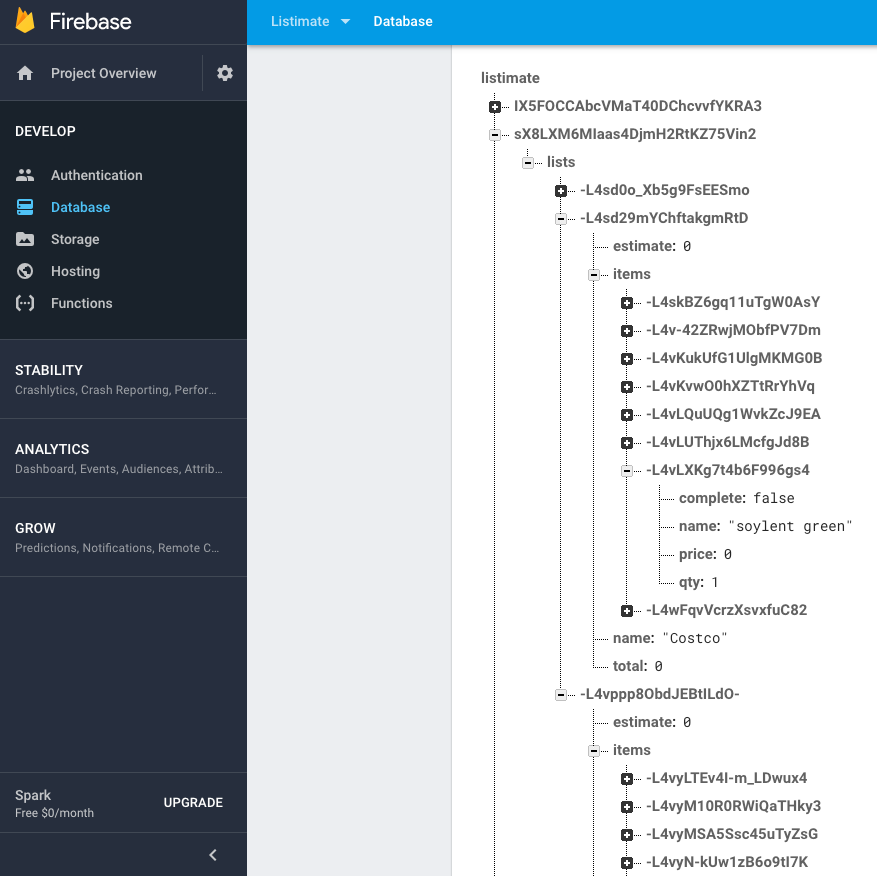 Firebase
Project Overview
DEVELOP
Authentication
Database
Storage
Hosting
Functions
STABILITY
Crashlytics, Crash Reporting, Perfor...
ANALYTICS
Dashboard, Events, Audiences, Attrib...
GROW
Predictions, Notifications, Remote C...
Spark
Free $0/month
UPGRADE
Listimate Database
listimate
IX5FOCCAbcVMaT40DChcvvfYKRA3
sX8LXM6MIaas4DjmH2RtKZ75Vin2
lists
-L4sd0o_Xb5g9FsEESmo
-L4sd29mYChftakgmRtD
estimate: 0
items
-L4skBZ6gq11uTgW0AsY
-L4v-42ZRwjMObfPV7Dm
-L4vKukUfG1UlgMKMG0B
-L4vKvwO0hXZTtRrYhVq
-L4vLQuUQg1WvkZcJ9EA
-L4vLUThjx6LMcfgJd8B
-L4vLXKg7t4b6F996gs4
complete: false
name: "soylent green"
price: 0
qty: 1
-L4wFqvVcrzXsvxfuC82
name: "Costco"
total: 0
-L4vppp8ObdJEBtILdO-
estimate: 0
items
-L4vyLTEv4I-m_LDwux4
-L4vyM10R0RWiQaTHky3
-L4vyMSA5Ssc45uTyZsG
-L4vyN-kUw1zB6o9tI7K